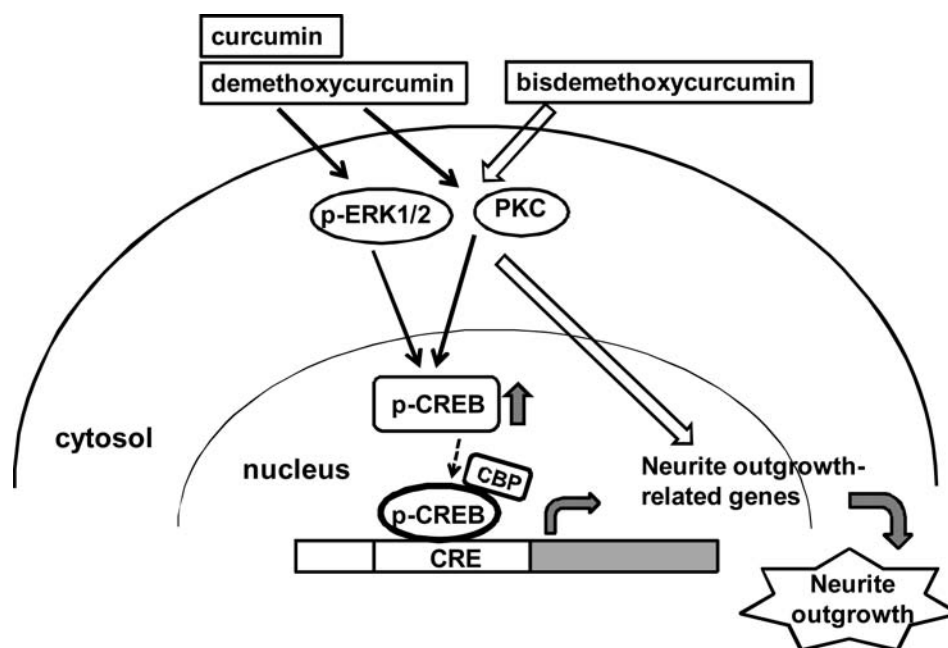 curcumin
demethoxycurcumin
bisdemethoxycurcumin
p-ERK1/2
PKC
p-CREB
cytosol
nucleus
CBP
Neurite outgrowth-
related genes
p-CREB
CRE
Neurite
outgrowth